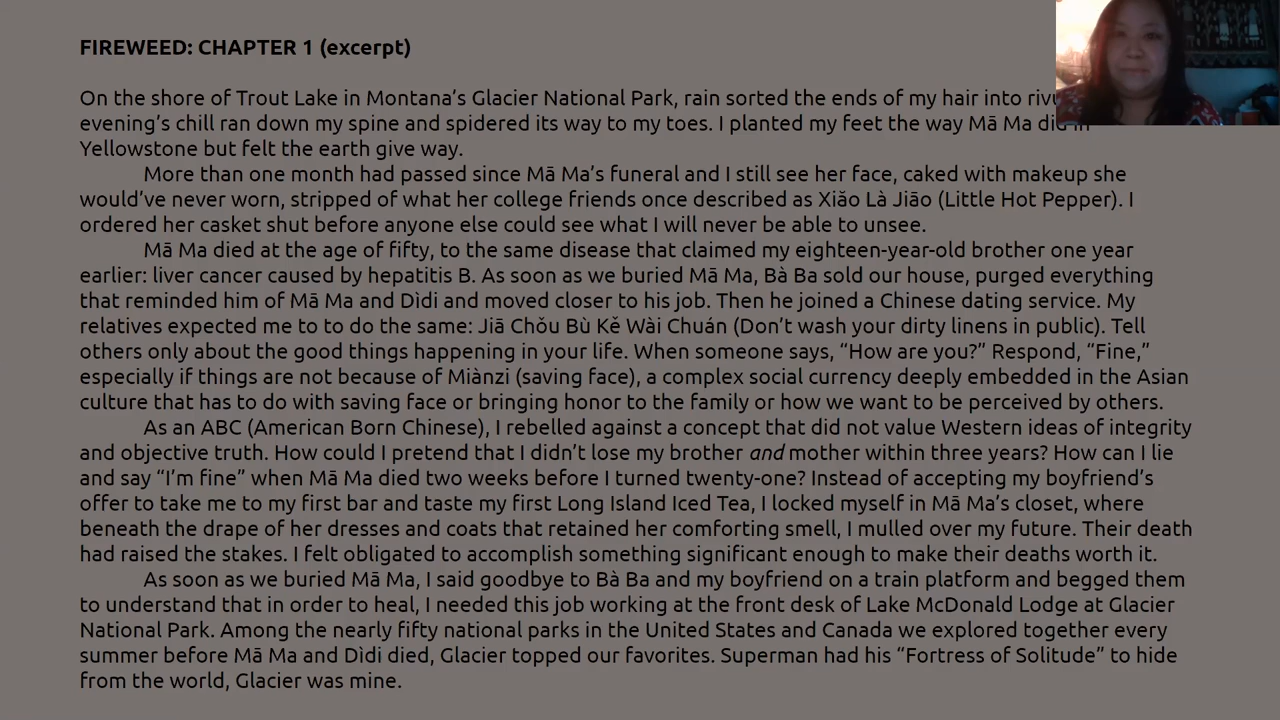 FIREWEED: CHAPTER 1 (excerpt)
On the shore of Trout Lake in Montana’s Glacier National Park, rain sorted the ends of my hair into
evening’s chill ran down my spine and spidered its way to my toes. I planted my feet the way Mā Ma did in
Yellowstone but felt the earth give way.
More than one month had passed since Mā Ma’s funeral and I still see her face, caked with makeup she
would’ve never worn, stripped of what her college friends once described as Xiǎo Là Jiāo (Little Hot Pepper). I
ordered her casket shut before anyone else could see what I will never be able to unsee.
Mā Ma died at the age of fifty, to the same disease that claimed my eighteen-year-old brother one year
earlier: liver cancer caused by hepatitis B. As soon as we buried Mā Ma, Bà Ba sold our house, purged everything
that reminded him of Mā Ma and Dìdi and moved closer to his job. Then he joined a Chinese dating service. My
relatives expected me to to do the same: Jiā Chǒu Bù Kě Wài Chuán (Don’t wash your dirty linens in public). Tell
others only about the good things happening in your life. When someone says, “How are you?” Respond, “Fine,”
especially if things are not because of Miànzi (saving face), a complex social currency deeply embedded in the Asian
culture that has to do with saving face or bringing honor to the family or how we want to be perceived by others.
As an ABC (American Born Chinese), I rebelled against a concept that did not value Western ideas of integrity
and objective truth. How could I pretend that I didn’t lose my brother and mother within three years? How can I lie
and say “I’m fine” when Mā Ma died two weeks before I turned twenty-one? Instead of accepting my boyfriend’s
offer to take me to my first bar and taste my first Long Island Iced Tea, I locked myself in Mā Ma’s closet, where
beneath the drape of her dresses and coats that retained her comforting smell, I mulled over my future. Their death
had raised the stakes. I felt obligated to accomplish something significant enough to make their deaths worth it.
As soon as we buried Mā Ma, I said goodbye to Bà Ba and my boyfriend on a train platform and begged them
to understand that in order to heal, I needed this job working at the front desk of Lake McDonald Lodge at Glacier
National Park. Among the nearly fifty national parks in the United States and Canada we explored together every
summer before Mā Ma and Dìdi died, Glacier topped our favorites. Superman had his “Fortress of Solitude” to hide
from the world, Glacier was mine.